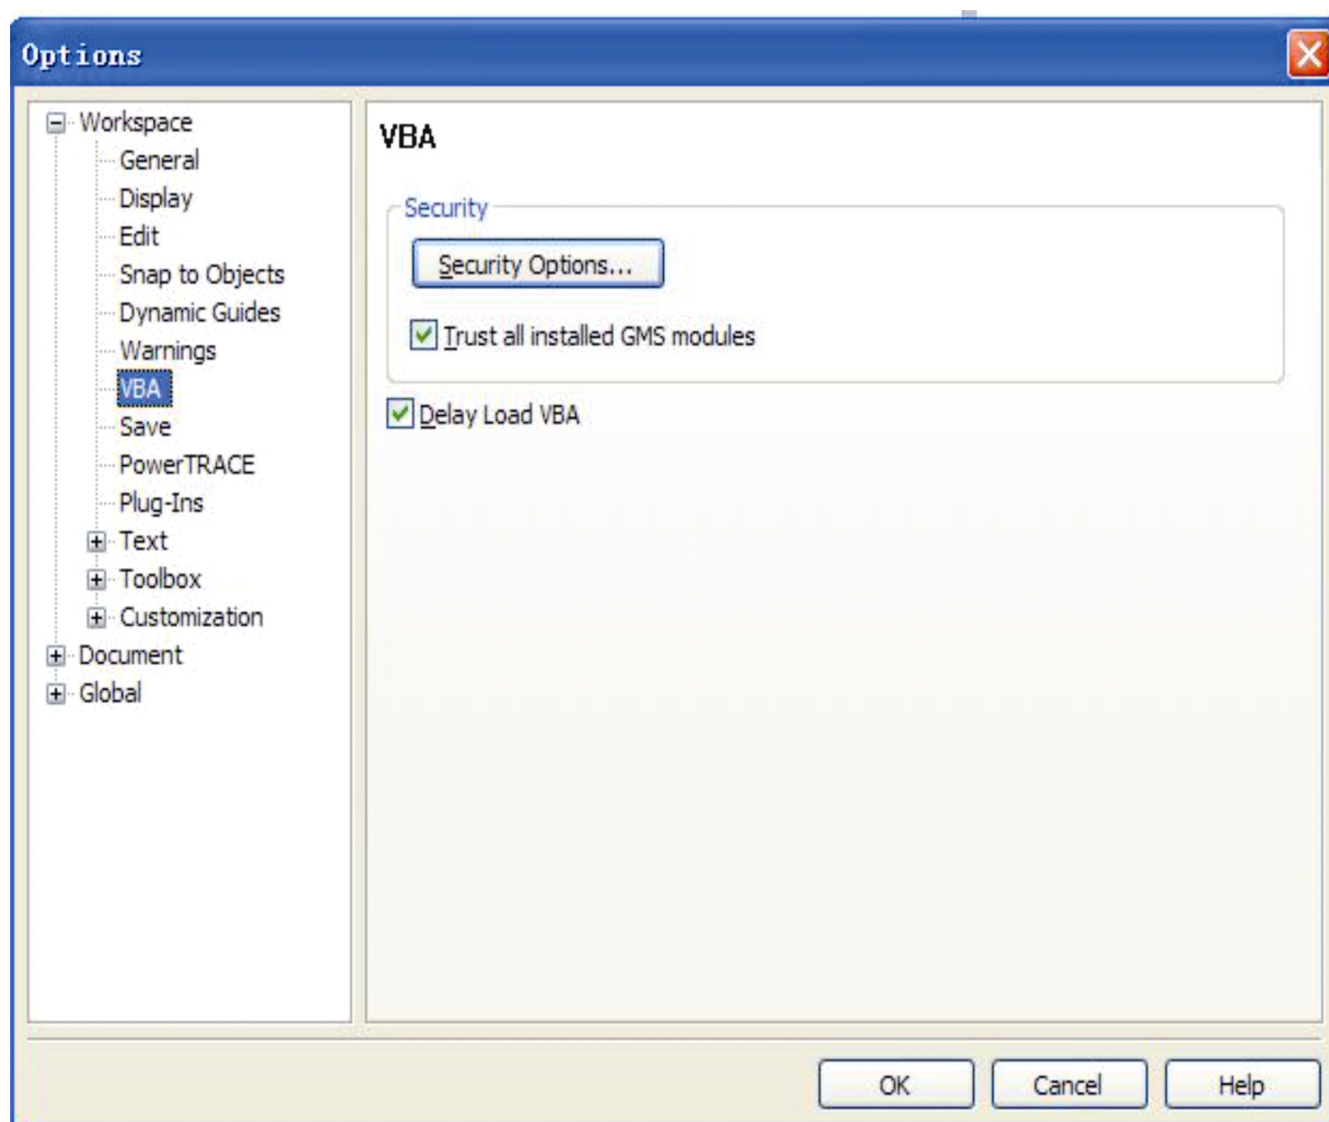 Options
Workspace
General
Display
Edit
Snap to Objects
Dynamic Guides
Warnings
VBA
Save
PowerTRACE
Plug-Ins
Text
Toolbox
Customization
Document
Global
VBA
Security
Security Options...
Trust all installed GMS modules
Delay Load VBA
OK
Cancel
Help